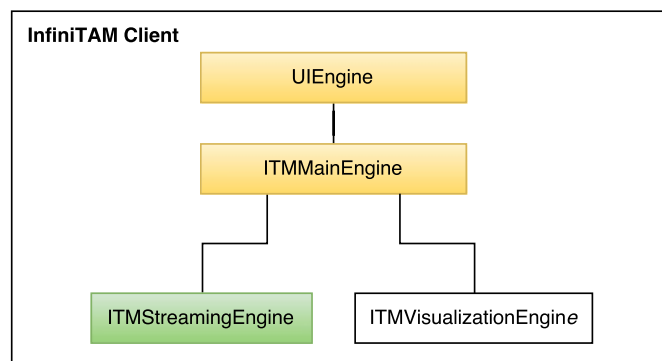 InfiniTAM Client
UIEngine
ITMMainEngine
ITMStreamingEngine
ITMVisualizationEngine